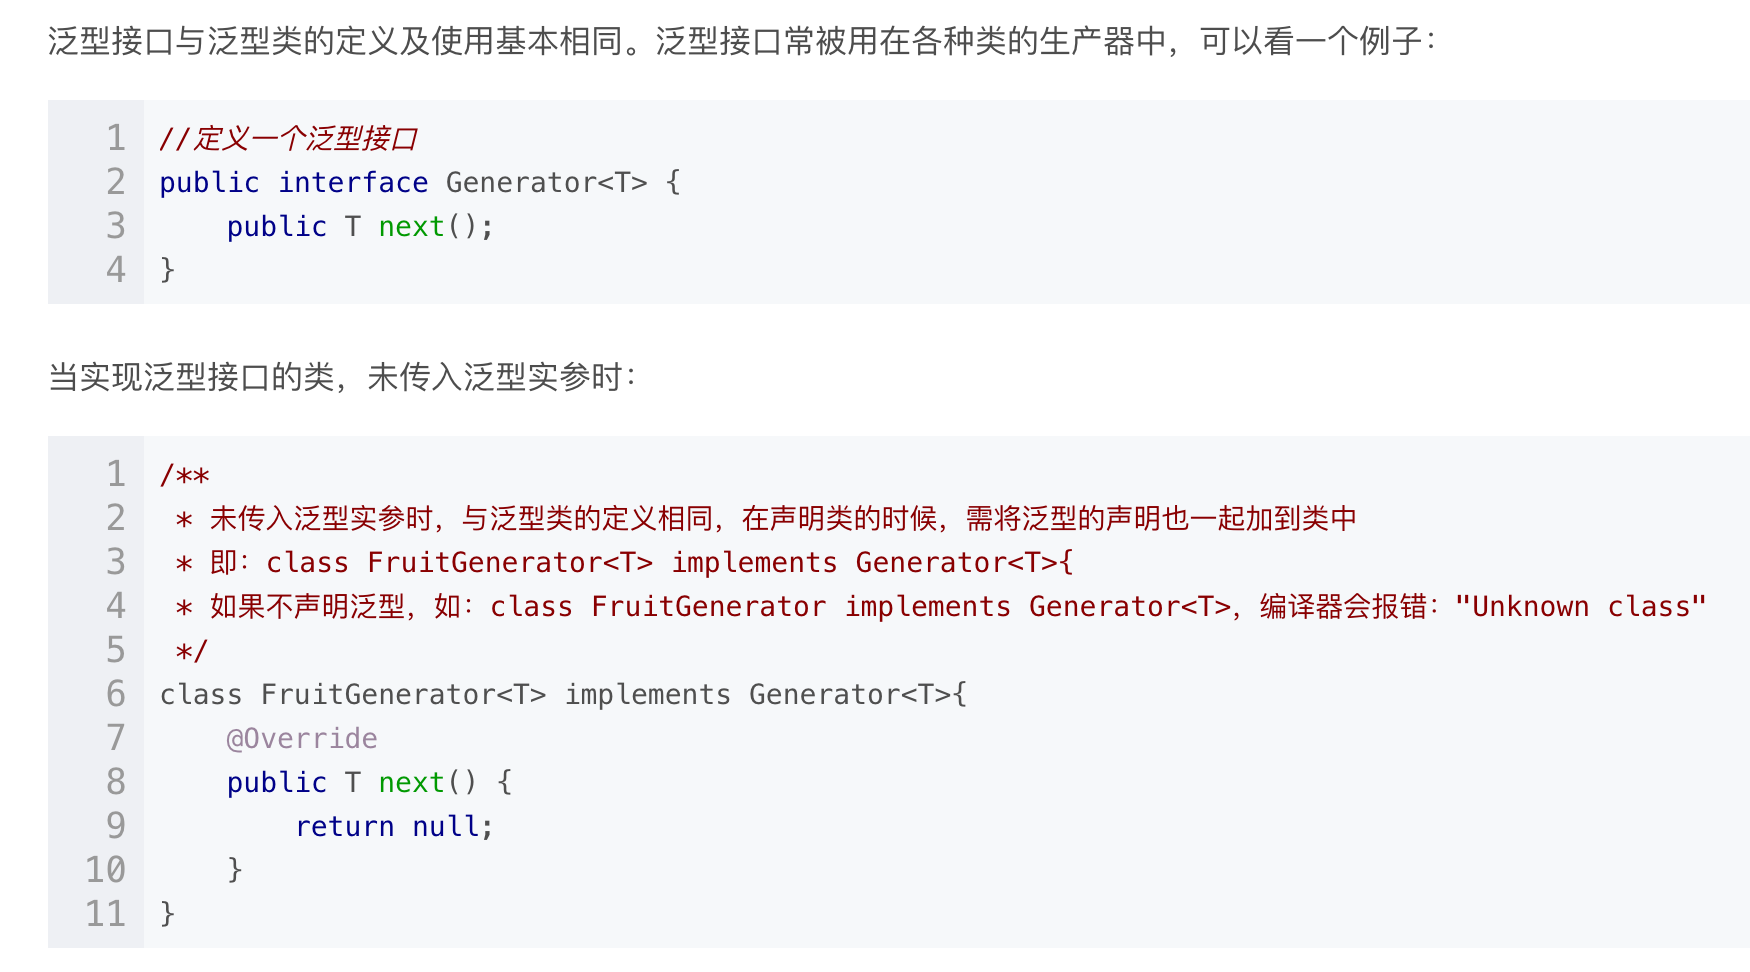 泛型接口与泛型类的定义及使用基本相同。泛型接口常被用在各种类的生产器中，可以看一个例子：
1 //定义一个泛型接口
2 public interface Generator<T> {
3     public T next();
4 }
当实现泛型接口的类，未传入泛型实参时：
1 /**
2  * 未传入泛型实参时，与泛型类的定义相同，在声明类的时候，需将泛型的声明也一起加到类中
3  * 即：class FruitGenerator<T> implements Generator<T>{
4  * 如果不声明泛型，如：class FruitGenerator implements Generator<T>，编译器会报错："Unknown class"
5  */
6 class FruitGenerator<T> implements Generator<T>{
7     @Override
8     public T next() {
9         return null;
10     }
11 }